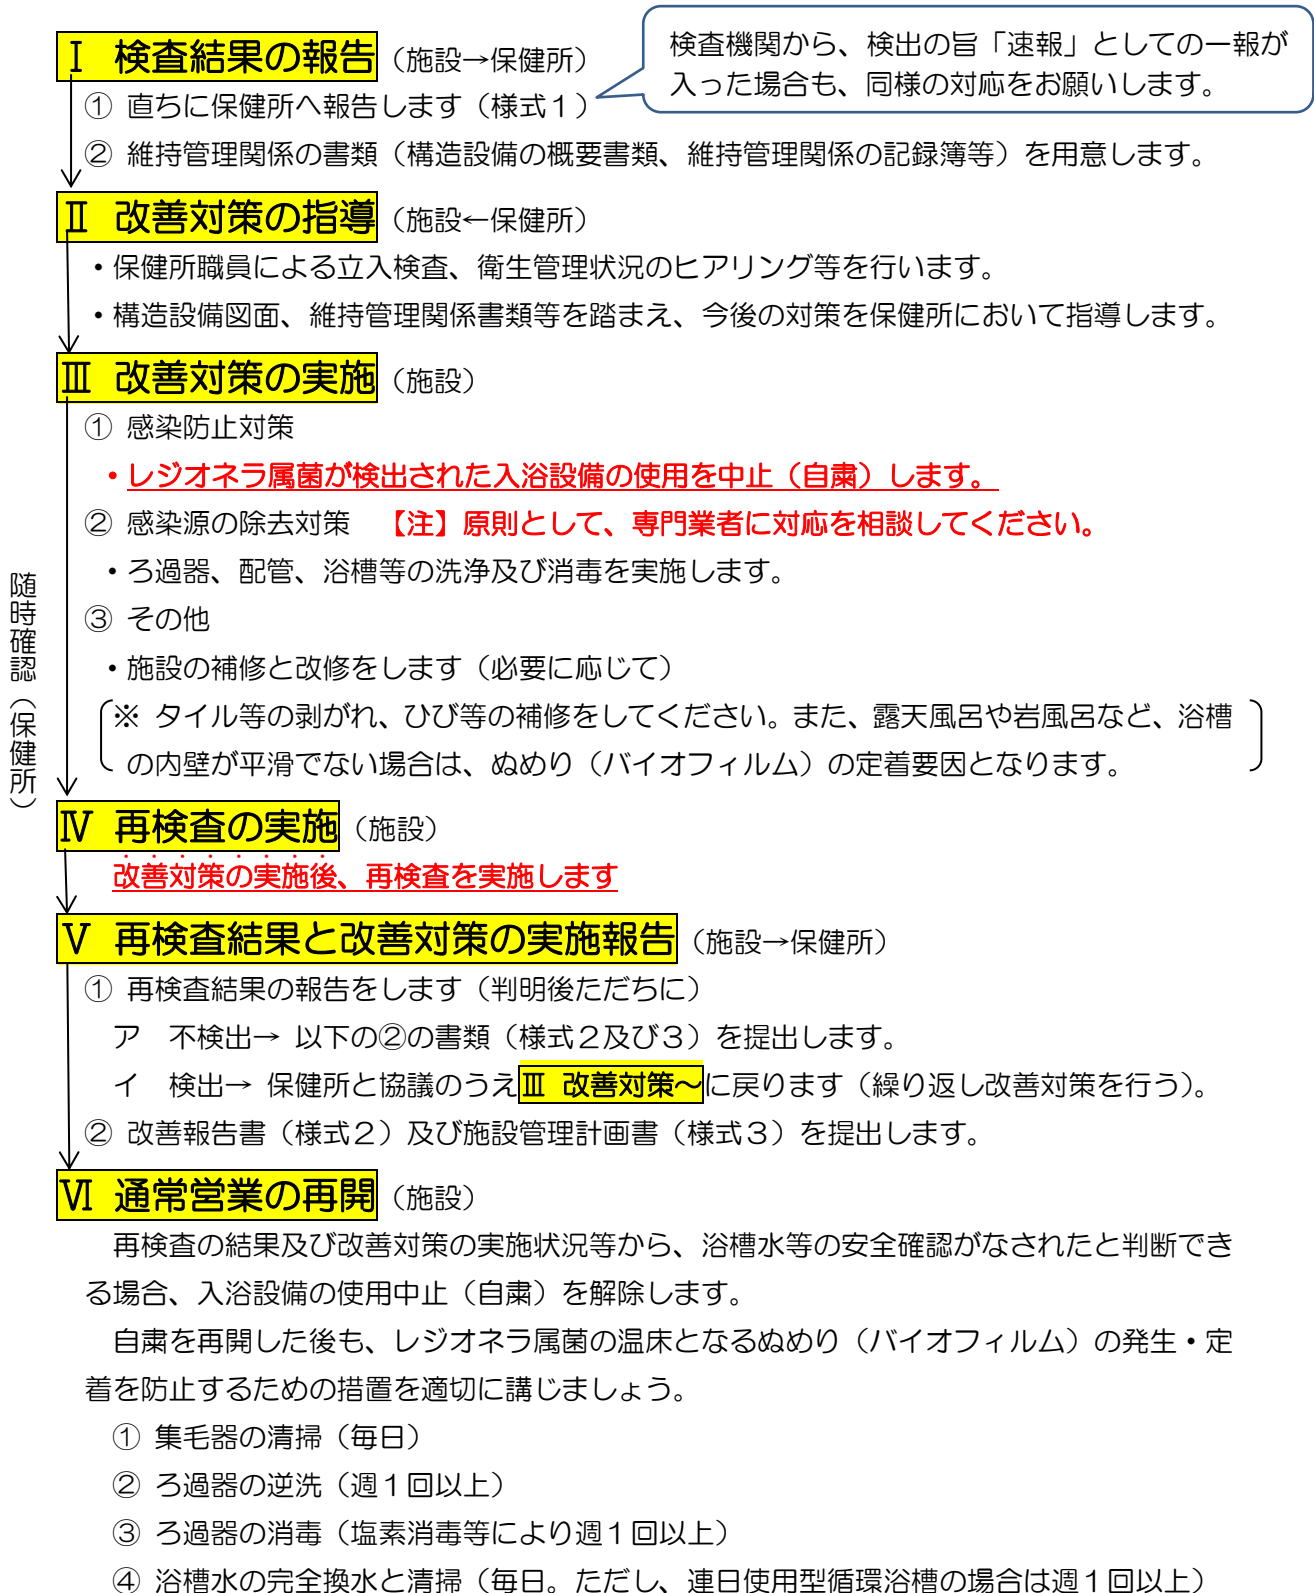 Ⅰ 検査結果の報告（施設→保健所）
検査機関から、検出の旨「速報」としての一報が
入った場合も、同様の対応をお願いします。
① 直ちに保健所へ報告します（様式１）
② 維持管理関係の書類（構造設備の概要書類、維持管理関係の記録簿等）を用意します。
Ⅱ 改善対策の指導（施設←保健所）
・保健所職員による立入検査、衛生管理状況のヒアリング等を行います。
・構造設備図面、維持管理関係書類等を踏まえ、今後の対策を保健所において指導します。
Ⅲ 改善対策の実施（施設）
① 感染防止対策
・レジオネラ属菌が検出された入浴設備の使用を中止（自粛）します。
② 感染源の除去対策 【注】原則として、専門業者に対応を相談してください。
・ろ過器、配管、浴槽等の洗浄及び消毒を実施します。
③ その他
・施設の補修と改修をします（必要に応じて）
※ タイル等の剥がれ、ひび等の補修をしてください。また、露天風呂や岩風呂など、浴槽
の内壁が平滑でない場合は、ぬめり（バイオフィルム）の定着要因となります。
随時確認（保健所）
Ⅳ 再検査の実施（施設）
改善対策の実施後、再検査を実施します
Ⅴ 再検査結果と改善対策の実施報告（施設→保健所）
① 再検査結果の報告をします（判明後ただちに）
ア 不検出→ 以下の②の書類（様式２及び３）を提出します。
イ 検出→ 保健所と協議のうえⅢ 改善対策～に戻ります（繰り返し改善対策を行う）。
② 改善報告書（様式２）及び施設管理計画書（様式３）を提出します。
Ⅵ 通常営業の再開（施設）
再検査の結果及び改善対策の実施状況等から、浴槽水等の安全確認がなされたと判断でき
る場合、入浴設備の使用中止（自粛）を解除します。
自粛を再開した後も、レジオネラ属菌の温床となるぬめり（バイオフィルム）の発生・定
着を防止するための措置を適切に講じましょう。
① 集毛器の清掃（毎日）
② ろ過器の逆洗（週１回以上）
③ ろ過器の消毒（塩素消毒等により週１回以上）
④ 浴槽水の完全換水と清掃（毎日。ただし、連日使用型循環浴槽の場合は週１回以上）